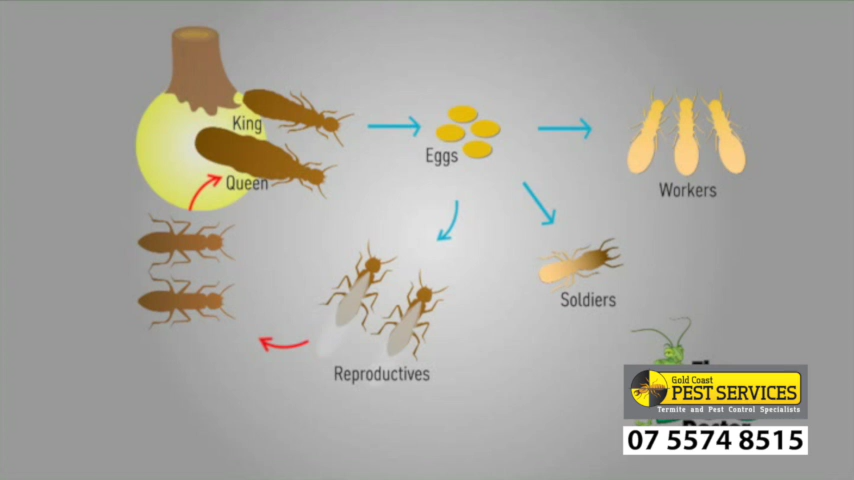 King
Eggs
Queen
Workers
Soldiers
Reproductives
Gold Coast
PEST SERVICES
Termite and Pest Control Specialists
07 5574 8515